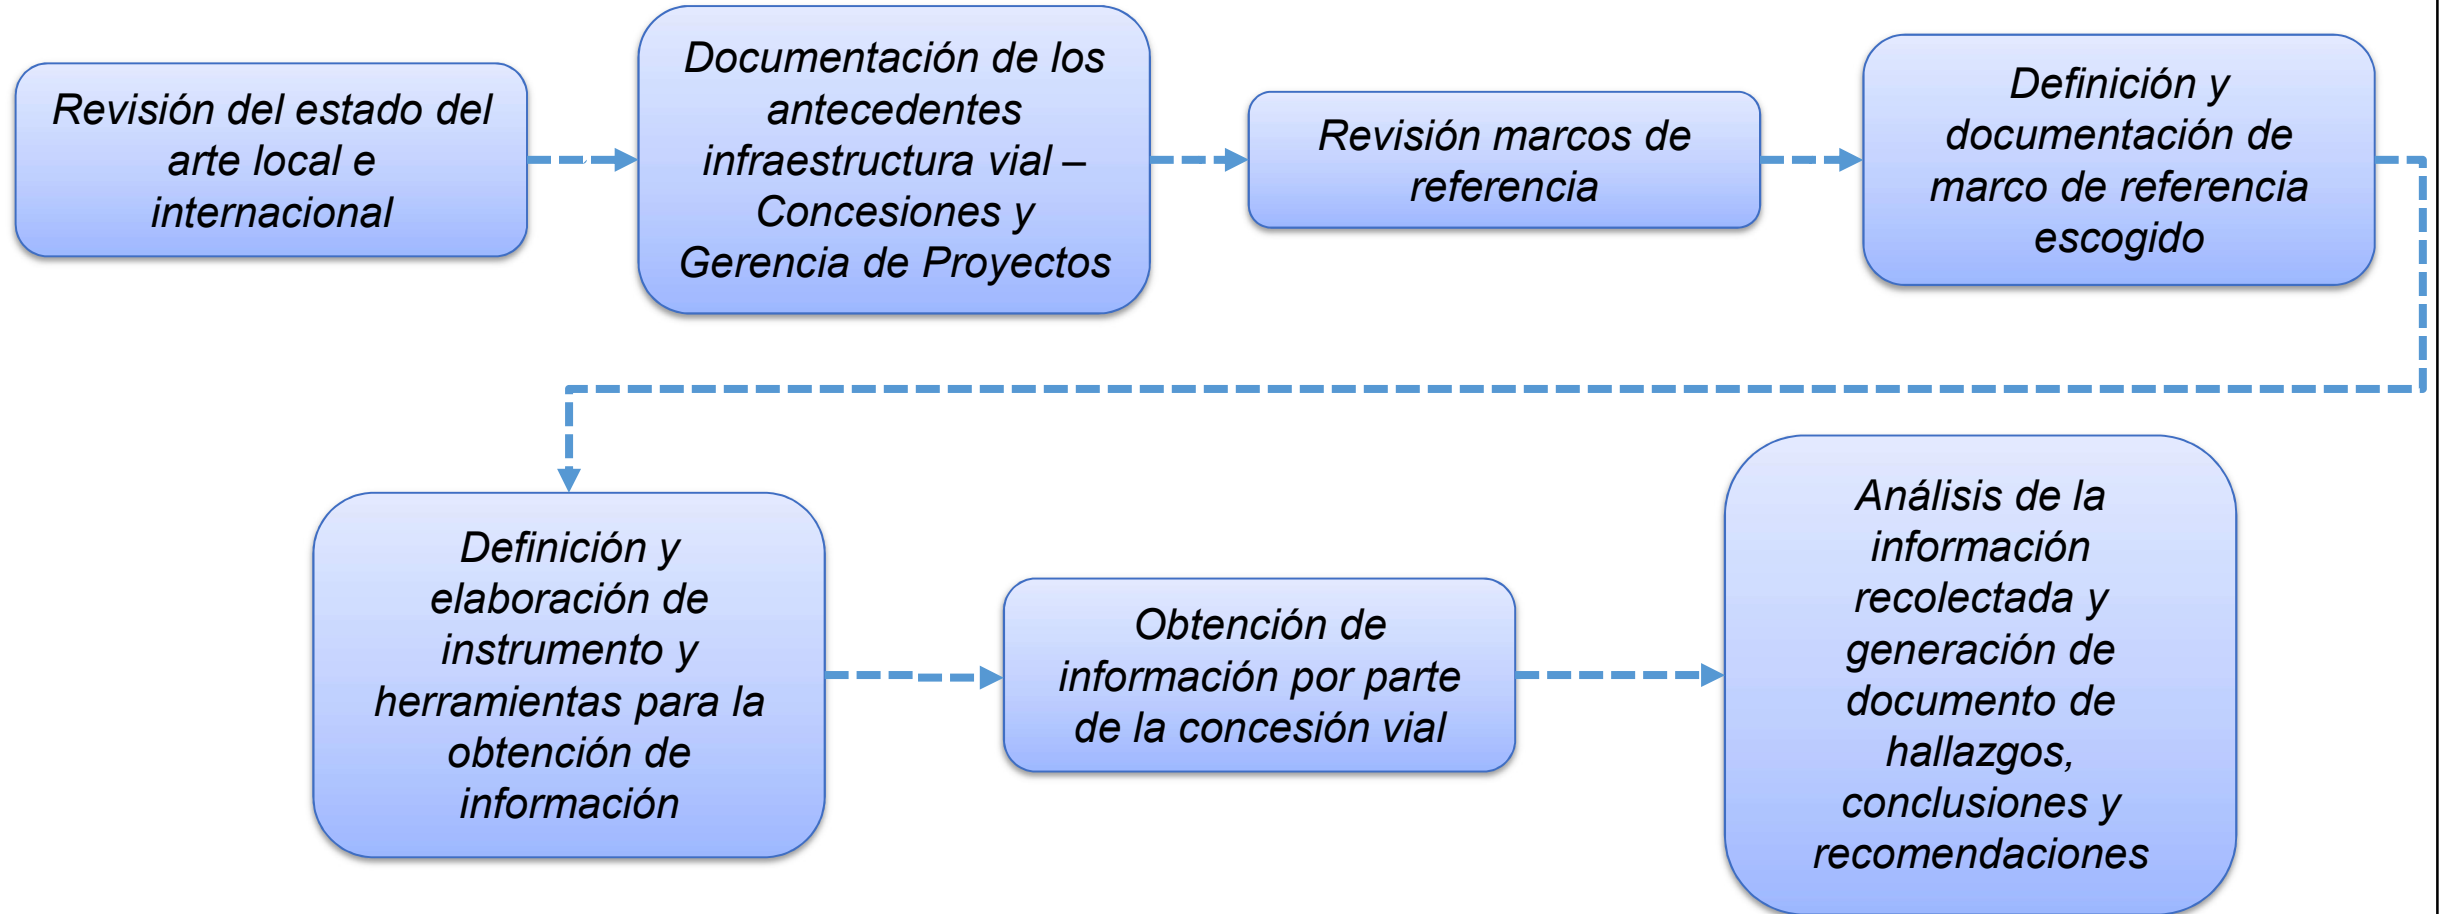 Revisión del estado del
arte local e
internacional
Documentación de los
antecedentes
infraestructura vial –
Concesiones y
Gerencia de Proyectos
Revisión marcos de
referencia
Definición y
documentación de
marco de referencia
escogido
Definición y
elaboración de
instrumento y
herramientas para la
obtención de
información
Obtención de
información por parte
de la concesión vial
Análisis de la
información
recolectada y
generación de
documento de
hallazgos,
conclusiones y
recomendaciones